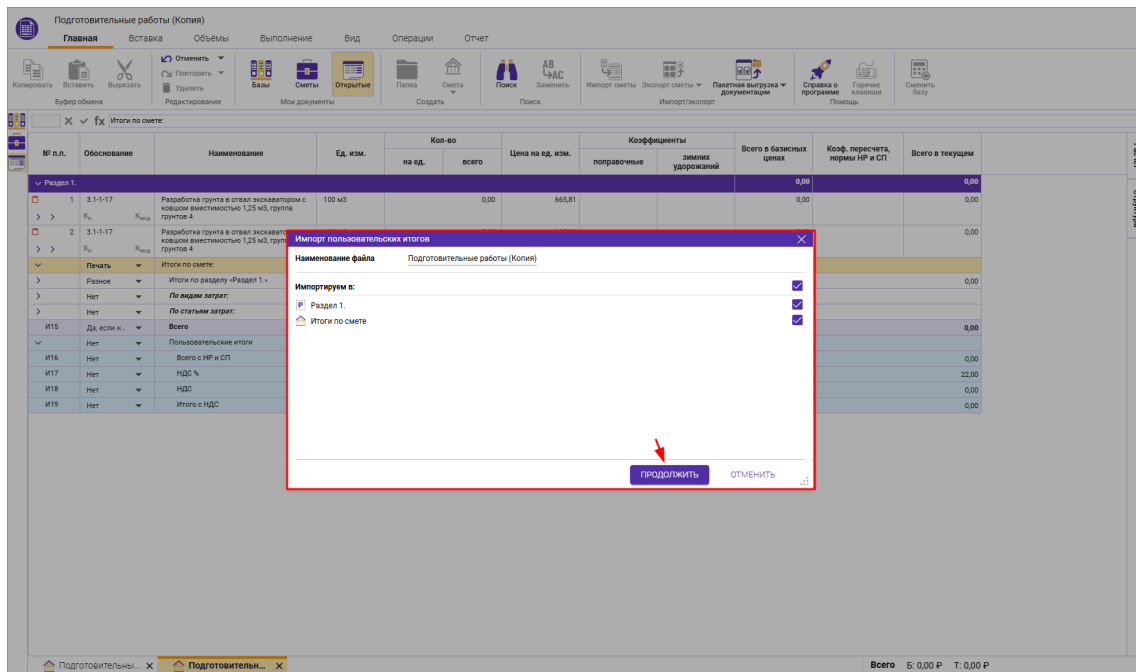 Подготовительные работы (Копия)
Главная Вставка Объёмы Выполнение Вид Операции Отчет
Копировать Вставить Вырезать
Буфер обмена
Отменить
Повторить
Удалить
Редактирование
Базы Сметы Открытые
Мои документы
Папка Смета
Создать
Поиск Заменить
AB
AC
Поиск
Импорт сметы Экспорт сметы Пакетная выгрузка документации
Импорт/экспорт
Справка о программе Горячие клавиши
Помощь
Сменить базу
fx Итоги по смете:
№ п.п. Обоснование Наименование Ед. изм. Кол-во Цена на ед. изм. Коэффициенты Всего в базисных ценах Коэф. пересчета, нормы НР и СП Всего в текущем
на ед. всего поправочные зимних удорожаний
Раздел 1. 0,00 0,00
1 3.1-1-17 Разработка грунта в отвал экскаватором с 100 м3 0,00 665,81 0,00 0,00
ковшом вместимостью 1,25 м3, группа
Кп грунтов 4
2 3.1-1-17 Разработка грунта в отвал 0,00
ковшом вместимостью 1,25 м3,
Кп грунтов 4
Печать Итоги по смете:
Разное Итоги по разделу «Раздел 1.» 0,00
Нет По видам затрат:
Нет По статьям затрат:
И15 Да, если н... Всего 0,00
Нет Пользовательские итоги
И16 Нет Всего с НР и СП 0,00
И17 Нет НДС % 22,00
И18 Нет НДС 0,00
И19 Нет Итого с НДС 0,00
Импорт пользовательских итогов
Наименование файла Подготовительные работы (Копия)
Импортируем в:
Р Раздел 1.
Итоги по смете
ПРОДОЛЖИТЬ ОТМЕНИТЬ
Подготовительны... Подготовительн... Всего Б: 0,00 ₽ Т: 0,00 ₽